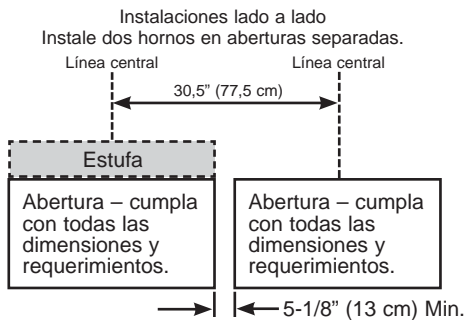 Instalaciones lado a lado
Instale dos hornos en aberturas separadas.
Línea central
Línea central
30,5" (77,5 cm)
Estufa
Abertura – cumpla
con todas las
dimensiones y
requerimientos.
Abertura – cumpla
con todas las
dimensiones y
requerimientos.
5-1/8" (13 cm) Min.